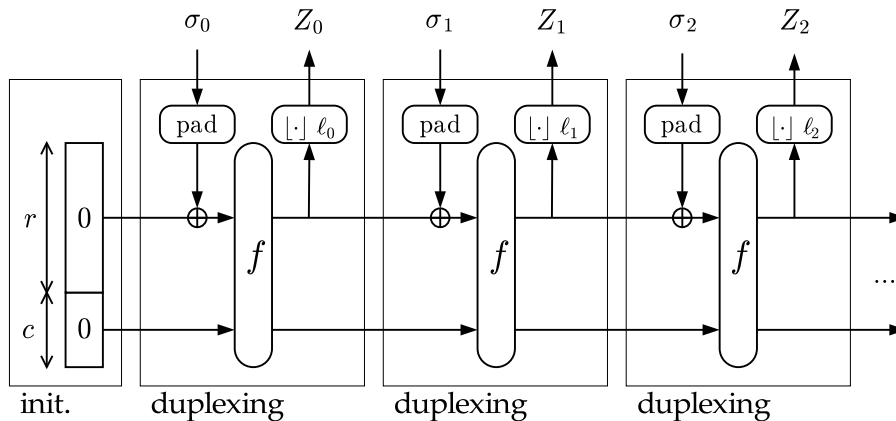 σ₀ Z₀ σ₁ Z₁ σ₂ Z₂
pad ⌊·⌋ ℓ₀ pad ⌊·⌋ ℓ₁ pad ⌊·⌋ ℓ₂
r 0
f f f
...
c 0
init. duplexing duplexing duplexing